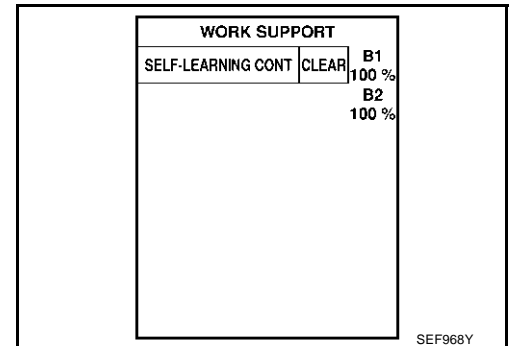 WORK SUPPORT
SELF-LEARNING CONT CLEAR B1
100 %
B2
100 %
SEF968Y